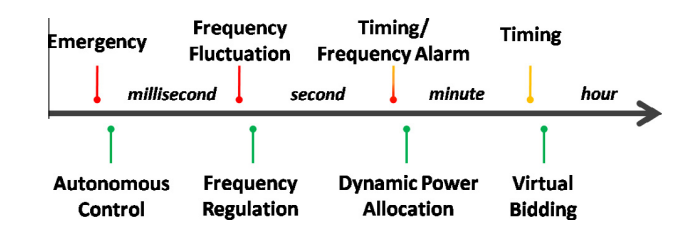 Emergency
Frequency
Fluctuation
Timing/
Frequency Alarm
Timing
millisecond
second
minute
hour
Autonomous
Control
Frequency
Regulation
Dynamic Power
Allocation
Virtual
Bidding